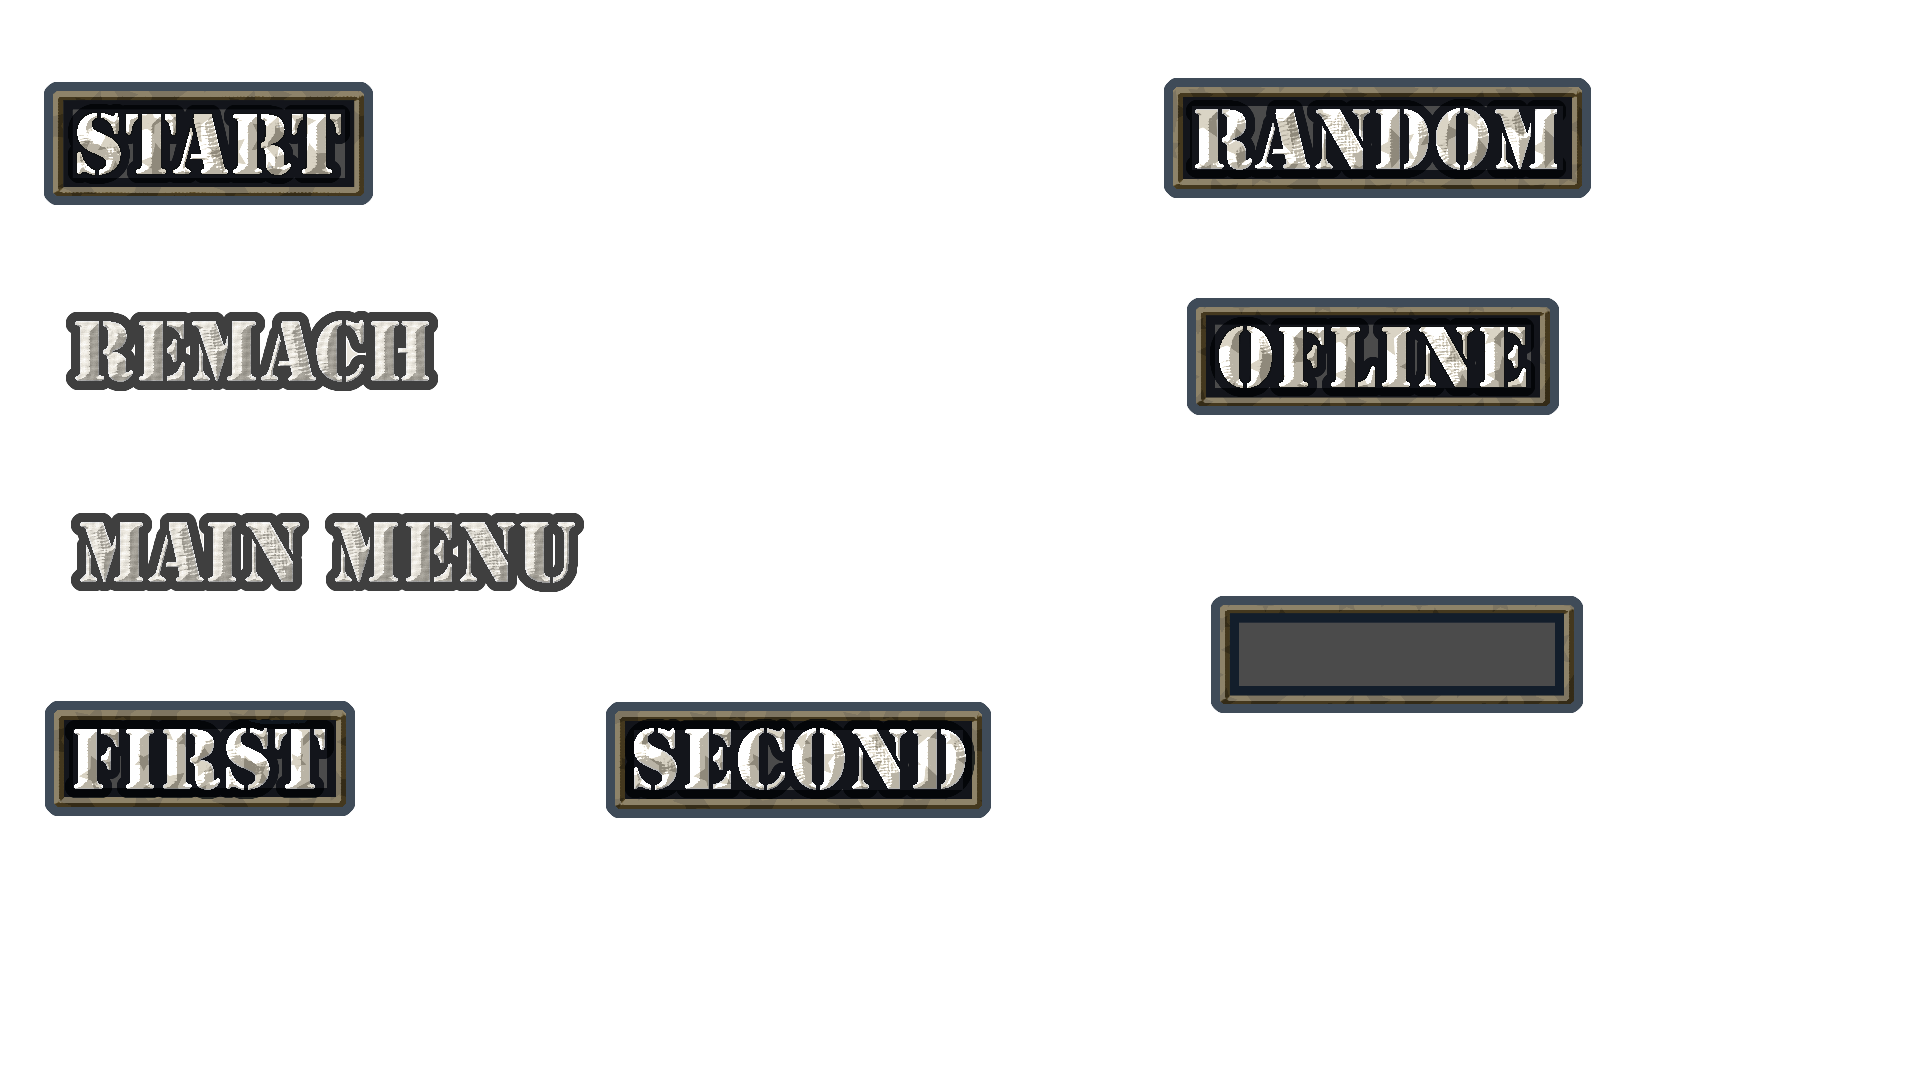 START
RANDOM
REMACH
OFLINE
MAIN MENU
FIRST
SECOND